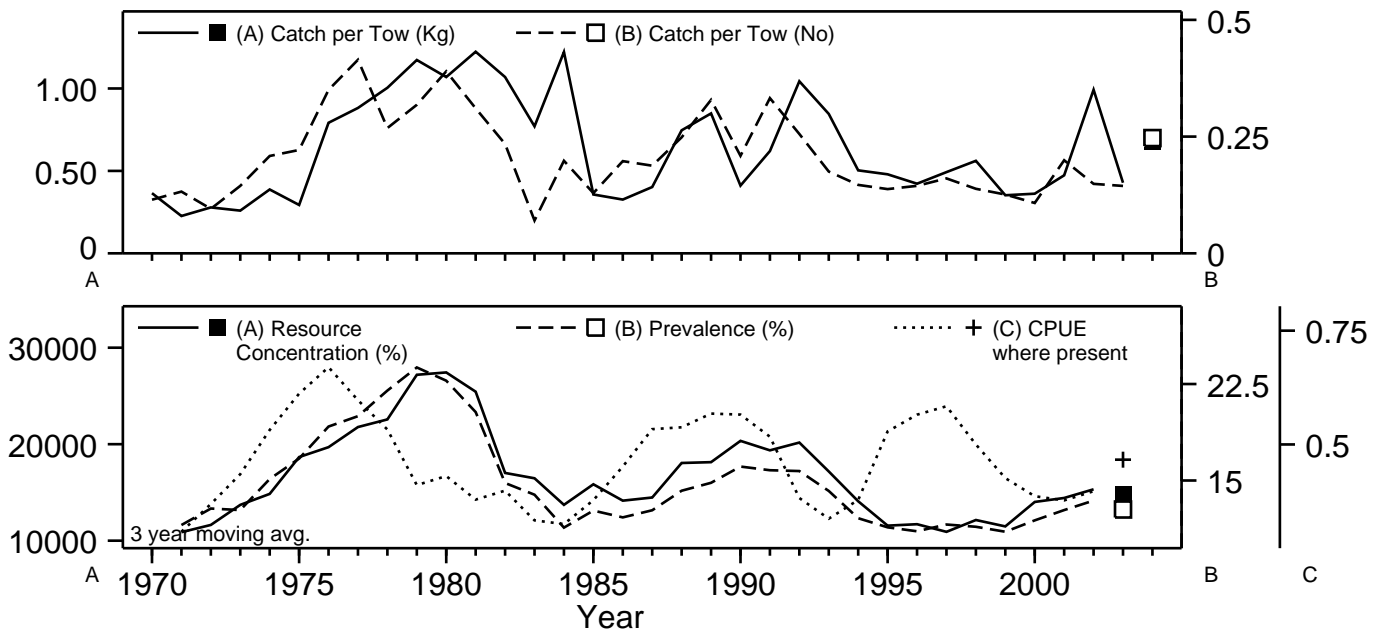 (A) Catch per Tow (Kg)
(B) Catch per Tow (No)
1.00
0.50
0
0.5
0.25
0
A
B
(A) Resource
Concentration (%)
(B) Prevalence (%)
(C) CPUE
where present
30000
20000
10000
22.5
15
0.75
0.5
3 year moving avg.
A
B
C
1970
1975
1980
1985
1990
1995
2000
Year